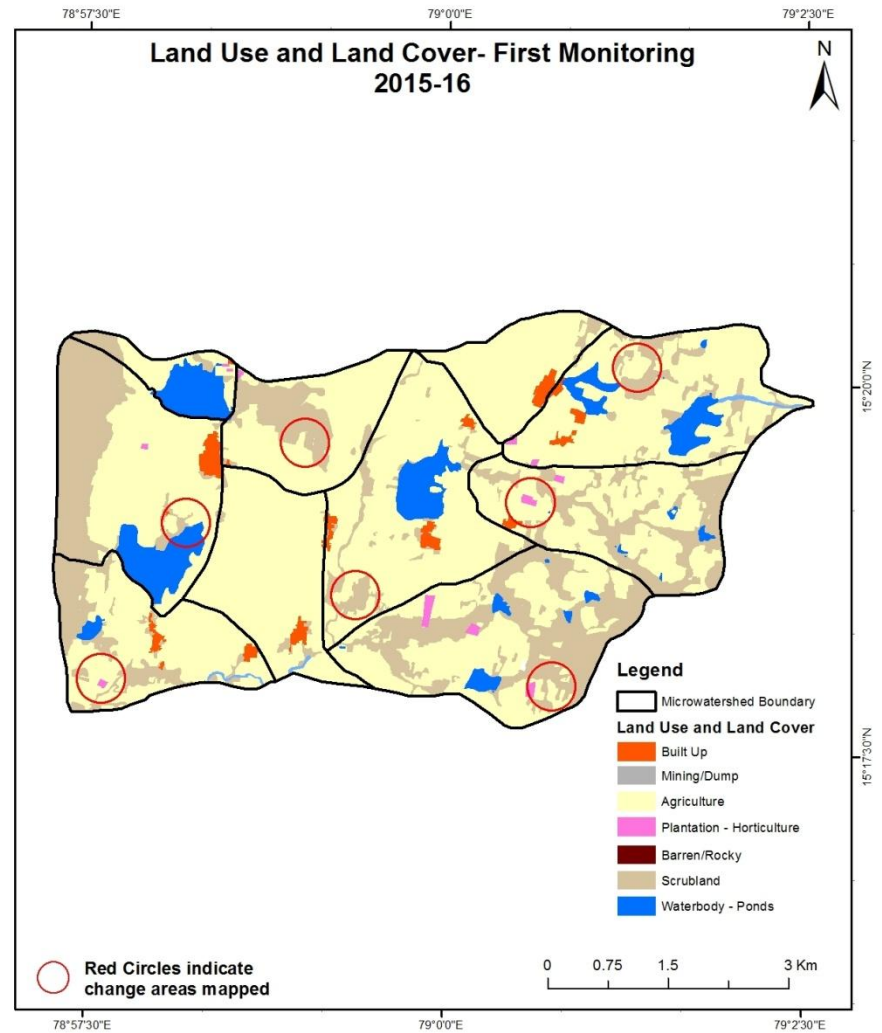 78°57'30"E 79°0'0"E 79°2'30"E
Land Use and Land Cover- First Monitoring
2015-16
N
15°20'0"N
15°17'30"N
Legend
Microwatershed Boundary
Land Use and Land Cover
Built Up
Mining/Dump
Agriculture
Plantation - Horticulture
Barren/Rocky
Scrubland
Waterbody - Ponds
Red Circles indicate
change areas mapped
0 0.75 1.5 3 Km
78°57'30"E 79°0'0"E 79°2'30"E